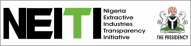 NEITI
Nigeria
Extractive
Industries
Transparency
Initiative
THE PRESIDENCY